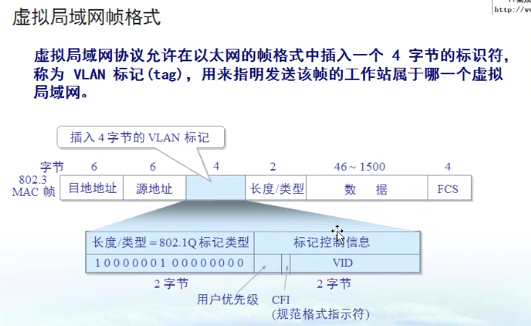 http://w
虚拟局域网帧格式
虚拟局域网协议允许在以太网的帧格式中插入一个 4 字节的标识符,
称为 VLAN 标记(tag),用来指明发送该帧的工作站属于哪一个虚拟
局域网。
插入 4 字节的 VLAN 标记
字节 6 6 4 2 46~1500 4
802.3
MAC 帧 目地地址 源地址 长度/类型 数 据 FCS
长度/类型=802.1Q 标记类型 标记控制信息
1 0 0 0 0 0 0 1 0 0 0 0 0 0 0 0 VID
2 字节 2 字节
用户优先级 CFI
(规范格式指示符)